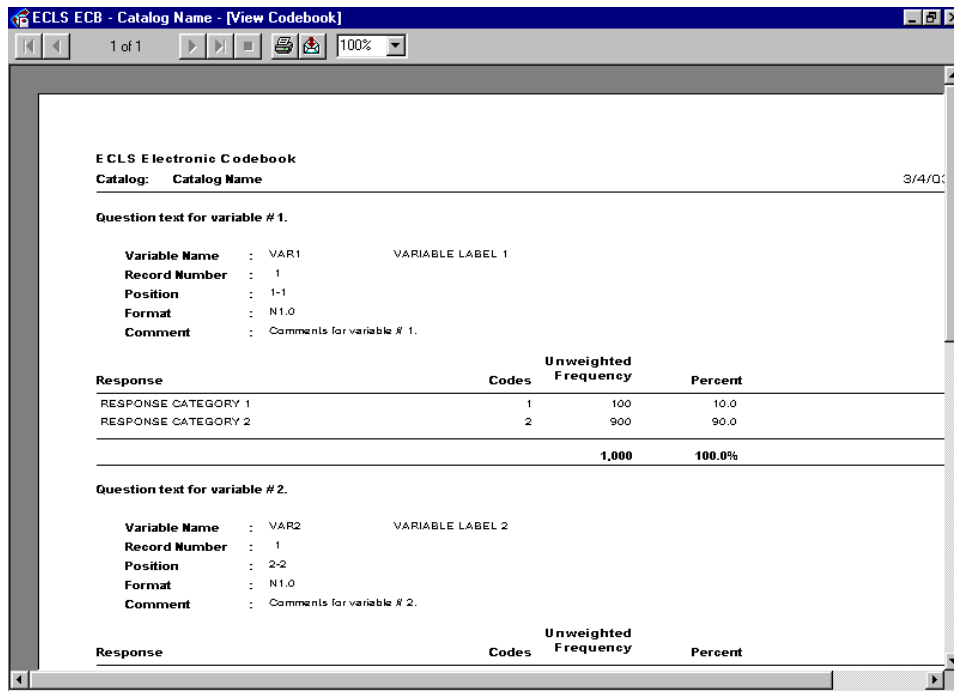 ECLS ECB - Catalog Name - [View Codebook]
1 of 1 100%
ECLS Electronic Codebook
Catalog: Catalog Name 3/4/03
Question text for variable # 1.
Variable Name : VAR1 VARIABLE LABEL 1
Record Number : 1
Position : 1-1
Format : N1.0
Comment : Comments for variable # 1.
Unweighted
Response Codes Frequency Percent
RESPONSE CATEGORY 1 1 100 10.0
RESPONSE CATEGORY 2 2 900 90.0
1,000 100.0%
Question text for variable # 2.
Variable Name : VAR2 VARIABLE LABEL 2
Record Number : 1
Position : 2-2
Format : N1.0
Comment : Comments for variable # 2.
Unweighted
Response Codes Frequency Percent